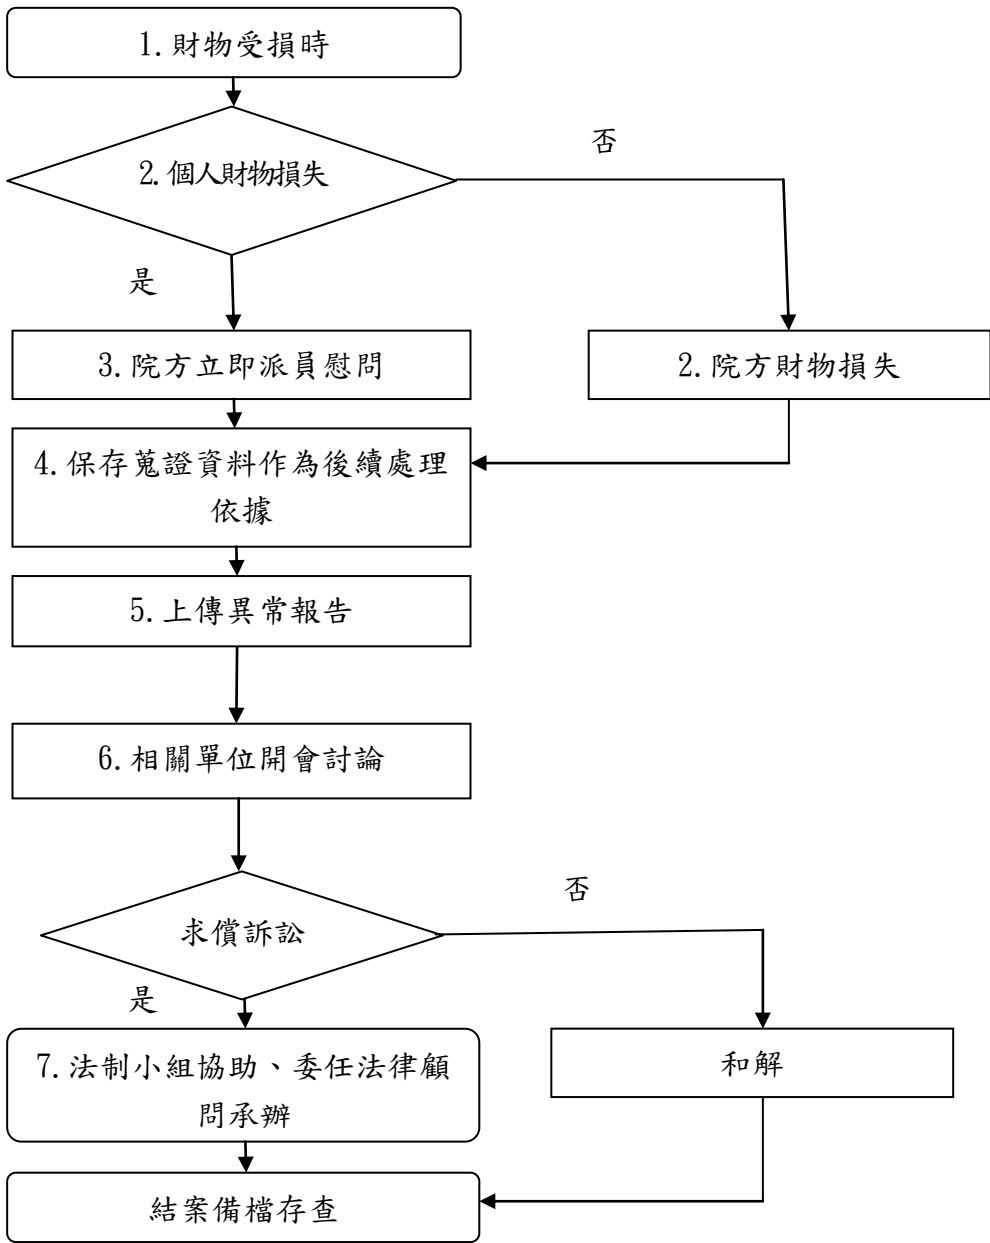 1.財物受損時
否
2.個人財物損失
是
3.院方立即派員慰問
2.院方財物損失
4.保存蒐證資料作為後續處理
依據
5.上傳異常報告
6.相關單位開會討論
否
求償訴訟
是
7.法制小組協助、委任法律顧
問承辦
和解
結案備檔存查